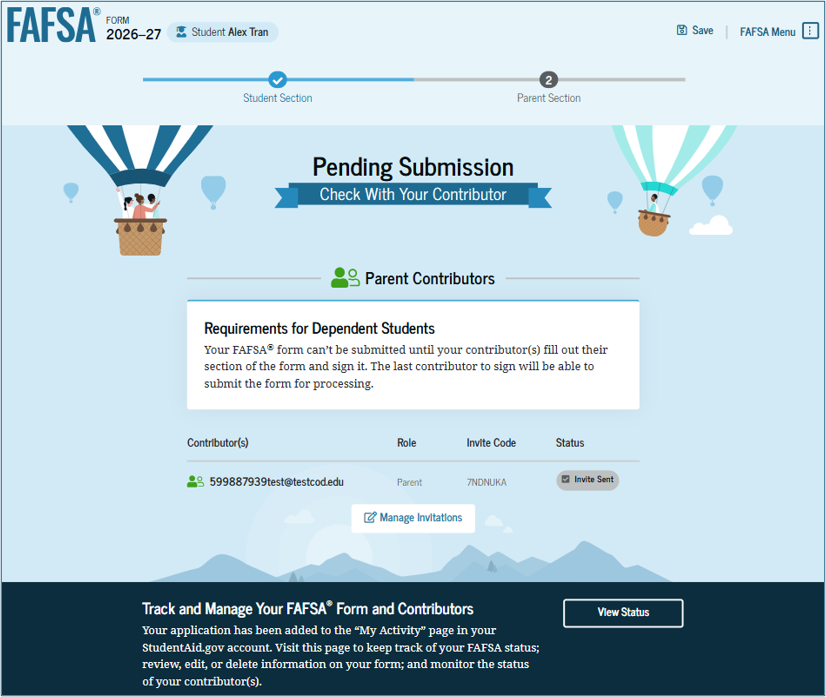 FAFSA®
FORM
2026–27
Student Alex Tran
Save
FAFSA Menu
2
Student Section
Parent Section
Pending Submission
Check With Your Contributor
Parent Contributors
Requirements for Dependent Students
Your FAFSA® form can’t be submitted until your contributor(s) fill out their
section of the form and sign it. The last contributor to sign will be able to
submit the form for processing.
Contributor(s) Role Invite Code Status
599887939test@testcod.edu Parent 7NDNUKA Invite Sent
Manage Invitations
Track and Manage Your FAFSA® Form and Contributors
Your application has been added to the “My Activity” page in your
StudentAid.gov account. Visit this page to keep track of your FAFSA status;
review, edit, or delete information on your form; and monitor the status
of your contributor(s).
View Status